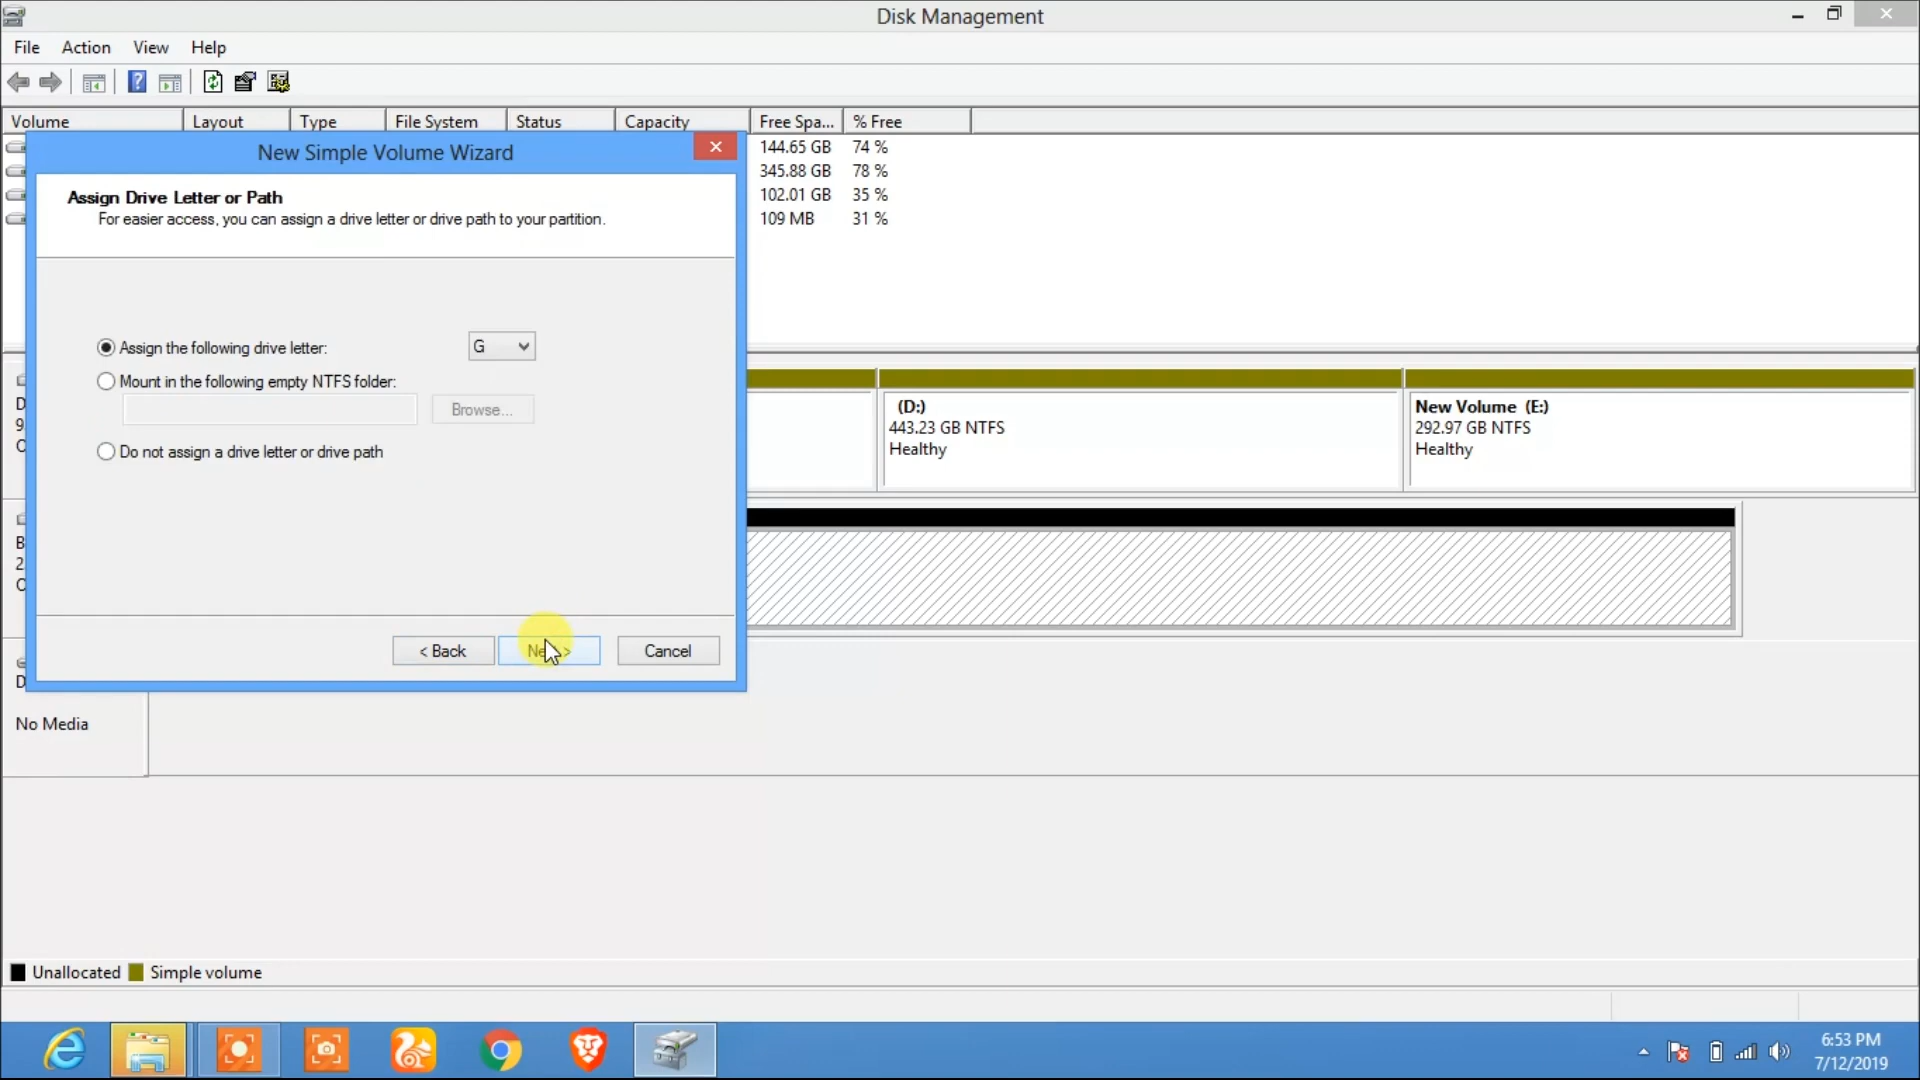 Disk Management
File Action View Help
Volume Layout Type File System Status Capacity Free Spa... % Free
144.65 GB 74 %
345.88 GB 78 %
102.01 GB 35 %
109 MB 31 %
New Simple Volume Wizard
Assign Drive Letter or Path
For easier access, you can assign a drive letter or drive path to your partition.
Assign the following drive letter:
G
Mount in the following empty NTFS folder:
Browse...
Do not assign a drive letter or drive path
< Back
Cancel
(D:)
443.23 GB NTFS
Healthy
New Volume (E:)
292.97 GB NTFS
Healthy
D
9
O
B
2
O
D
No Media
Unallocated
Simple volume
6:53 PM
7/12/2019